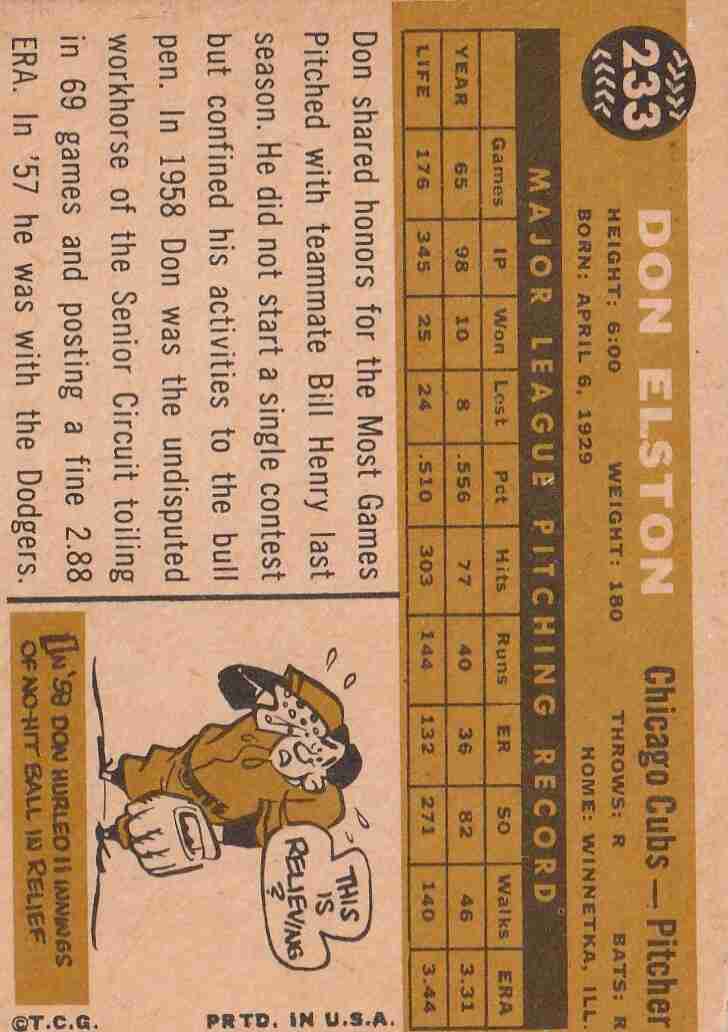 233
DON ELSTON
Chicago Cubs — Pitcher
HEIGHT: 6:00 WEIGHT: 180 THROWS: R BATS: R
BORN: APRIL 6, 1929 HOME: WINNETKA, ILL.
MAJOR LEAGUE PITCHING RECORD
Games IP Won Lost Pct Hits Runs ER SO Walks ERA
YEAR 65 98 10 8 .556 77 40 36 82 46 3.31
LIFE 176 345 25 24 .510 303 144 132 271 140 3.44
Don shared honors for the Most Games
Pitched with teammate Bill Henry last
season. He did not start a single contest
but confined his activities to the bull
pen. In 1958 Don was the undisputed
workhorse of the Senior Circuit toiling
in 69 games and posting a fine 2.88
ERA. In '57 he was with the Dodgers.
THIS
IS
RELIEVING
?
IN '58 DON HURLED 11 INNINGS
OF NO-HIT BALL IN RELIEF
©T.C.G. PRTD. IN U.S.A.